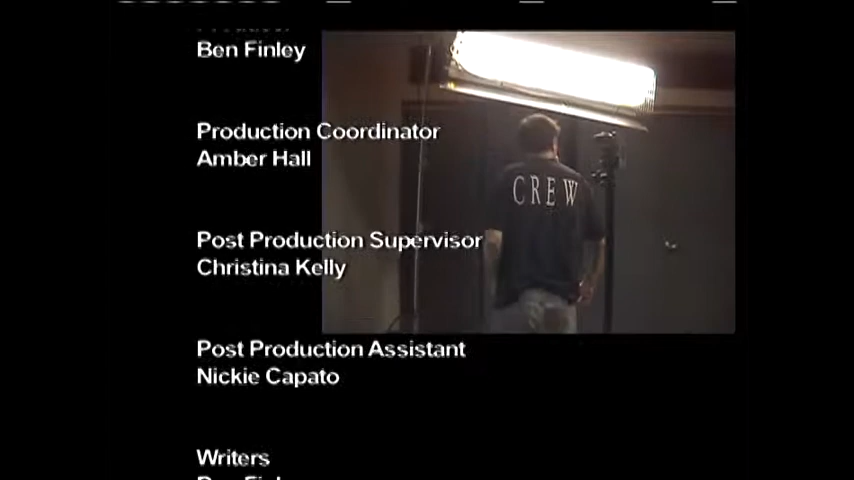 Ben Finley
Production Coordinator
Amber Hall
CREW
Post Production Supervisor
Christina Kelly
Post Production Assistant
Nickie Capato
Writers